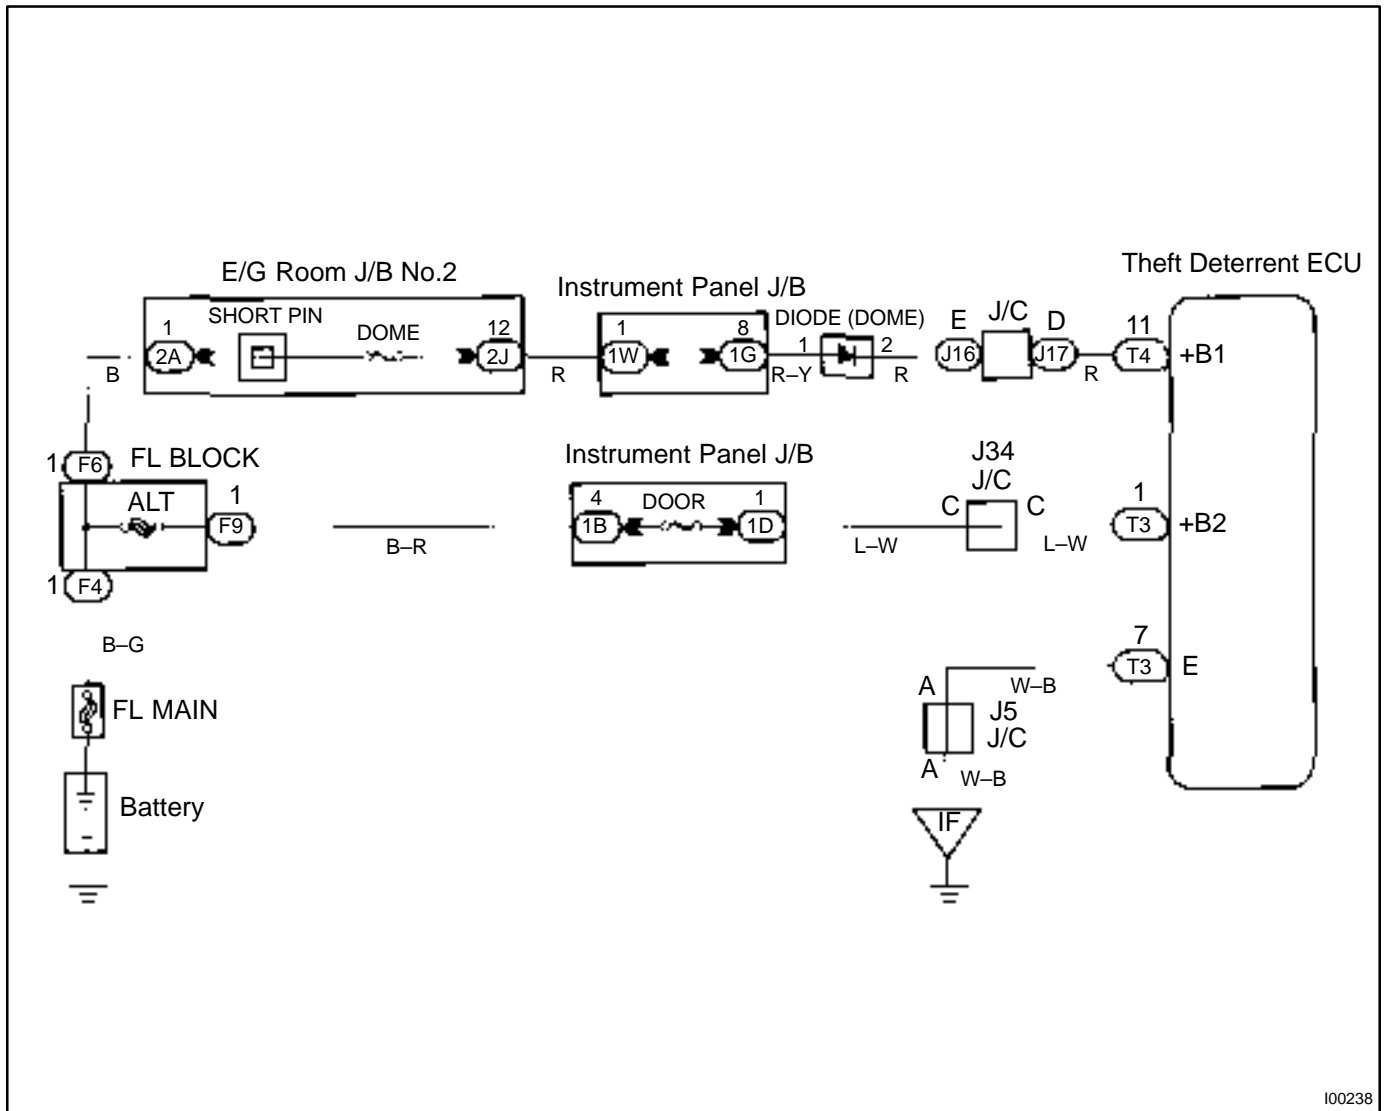 E/G Room J/B No.2
Instrument Panel J/B
Theft Deterrent ECU
SHORT PIN
DOME
DIODE (DOME)
E
J/C
D
1
12
1
8
1
2
11
2A
2J
1W
1G
J16
J17
T4
+B1
B
R
R–Y
R
R
1
F6
FL BLOCK
Instrument Panel J/B
J34
J/C
ALT
1
4
DOOR
1
C
C
1
F9
1B
1D
T3
+B2
B–R
L–W
L–W
1
F4
B–G
7
T3
E
FL MAIN
A
W–B
J5
J/C
A
W–B
Battery
IF
I00238